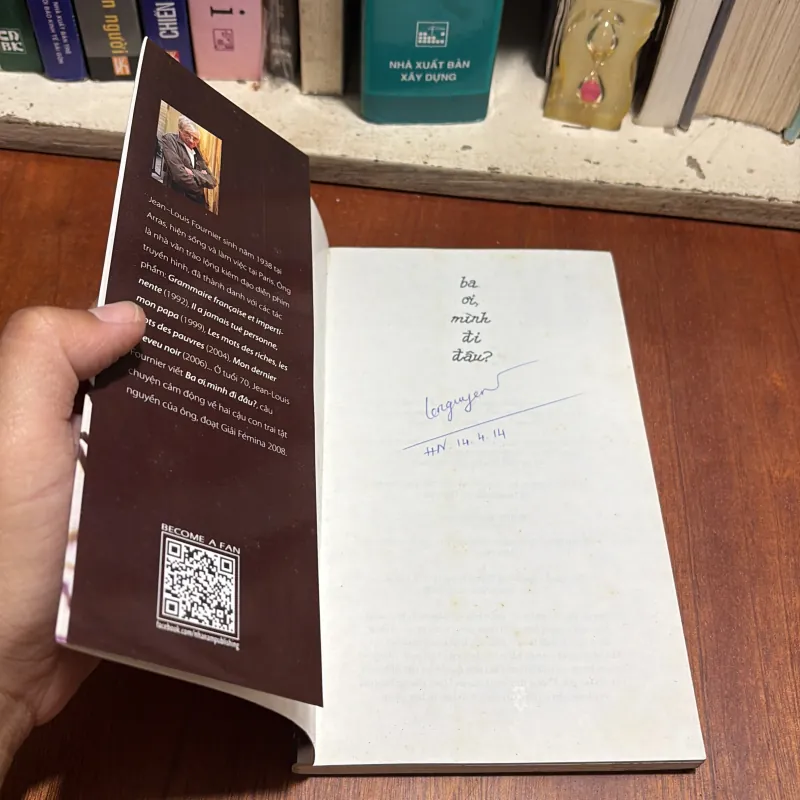 NHÀ XUẤT BẢN
XÂY DỰNG
Jean-Louis Fournier sinh năm 1938 tại
Arras, hiện sống và làm việc tại Paris. Ông
là nhà văn trào lộng kiêm đạo diễn phim
truyền hình, đã thành danh với các tác
phẩm: Grammaire française et imperti-
nente (1992), Il a jamais tué personne,
mon papa (1999), Les mots des riches, les
mots des pauvres (2004), Mon dernier
cheveu noir (2006)... Ở tuổi 70, Jean-Louis
Fournier viết Ba ơi, mình đi đâu?, câu
chuyện cảm động về hai cậu con trai tật
nguyền của ông, đoạt Giải Fémina 2008.
BECOME A FAN
facebook.com/nhanampublishing
ba
ơi,
mình
đi
đâu?
HN. 14.4.14